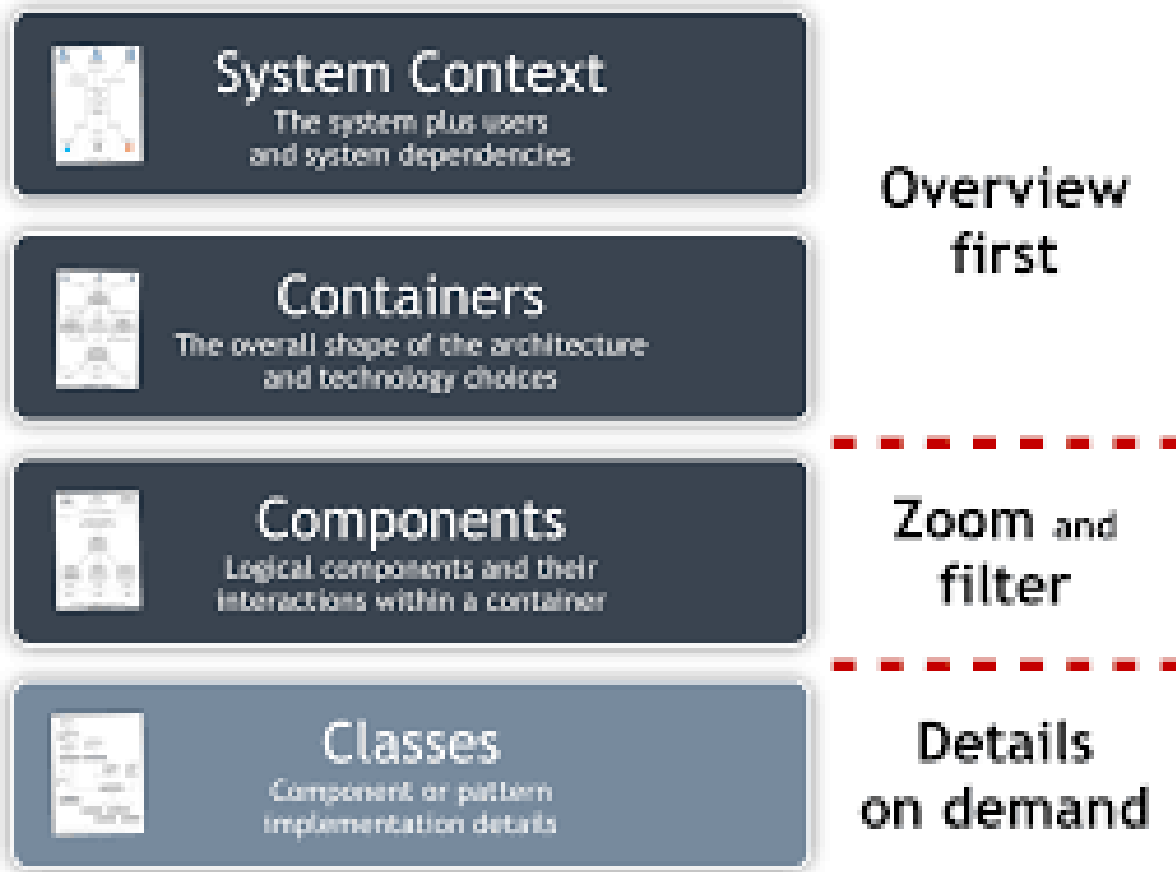 System Context
The system plus users
and system dependencies
Overview
first
Containers
The overall shape of the architecture
and technology choices
Components
Logical components and their
interactions within a container
Zoom and
filter
Classes
Component or pattern
implementation details
Details
on demand